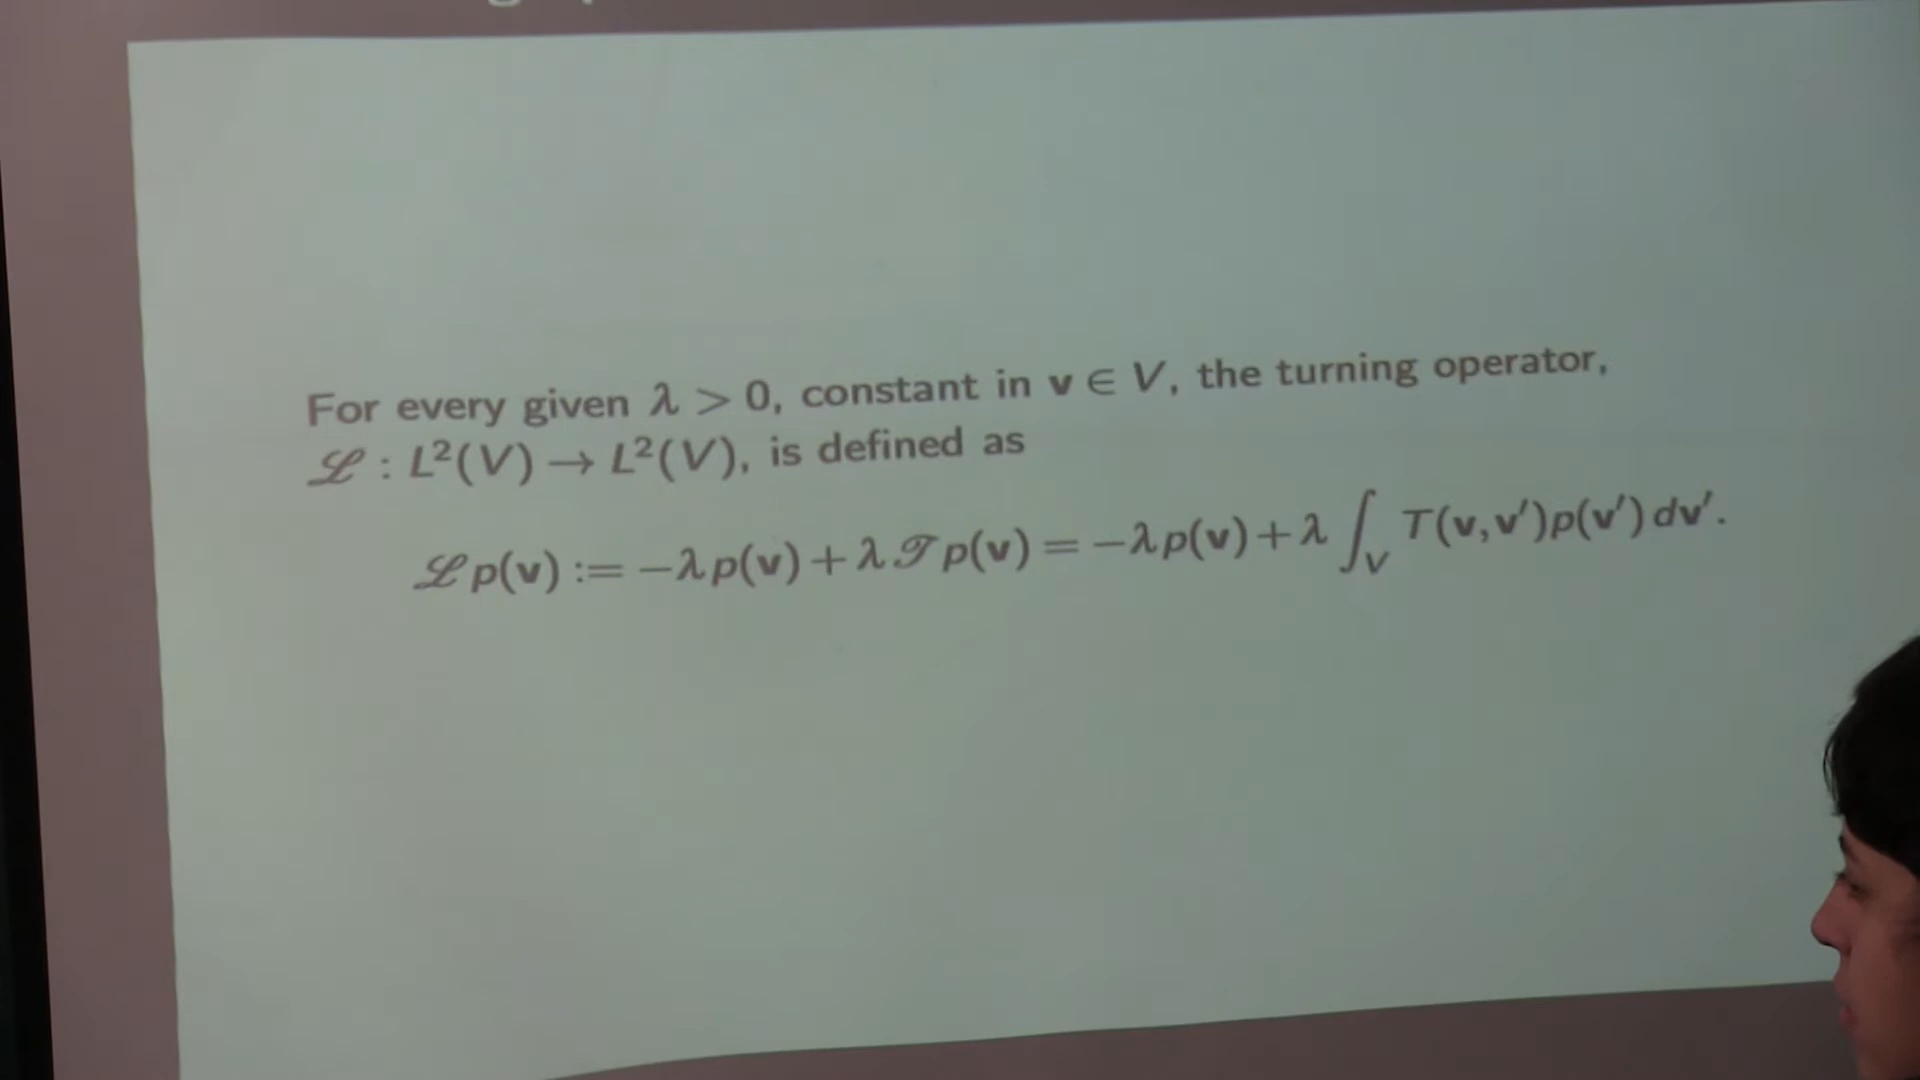 For every given λ > 0, constant in v ∈ V, the turning operator,
ℒ : L²(V) → L²(V), is defined as
ℒp(v) := −λp(v) + λ𝒯p(v) = −λp(v) + λ ∫_V T(v,v′)p(v′) dv′.